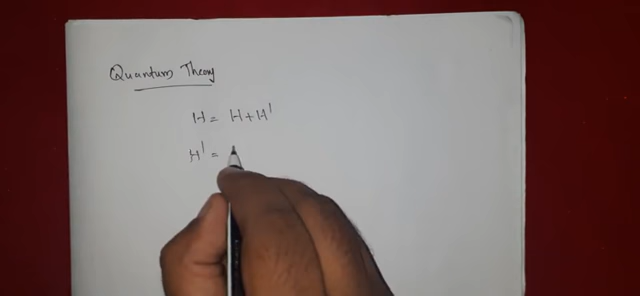 Quantum Theory
H = H + H'
H' =